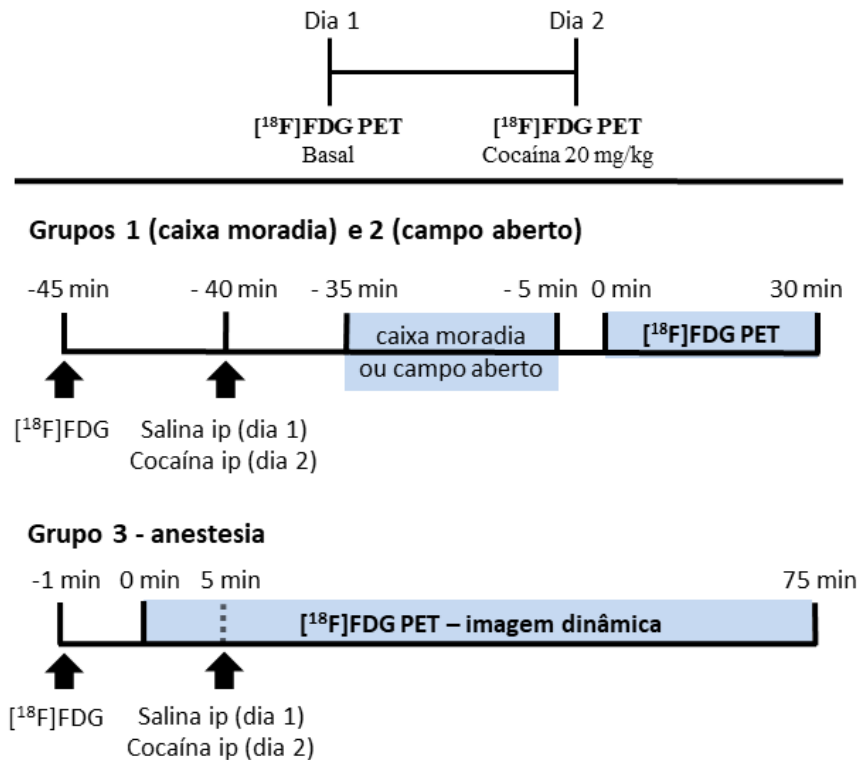 Dia 1 Dia 2
[¹⁸F]FDG PET [¹⁸F]FDG PET
Basal Cocaína 20 mg/kg
Grupos 1 (caixa moradia) e 2 (campo aberto)
-45 min - 40 min - 35 min - 5 min 0 min 30 min
caixa moradia [¹⁸F]FDG PET
ou campo aberto
[¹⁸F]FDG Salina ip (dia 1)
Cocaína ip (dia 2)
Grupo 3 - anestesia
-1 min 0 min 5 min 75 min
[¹⁸F]FDG PET – imagem dinâmica
[¹⁸F]FDG Salina ip (dia 1)
Cocaína ip (dia 2)